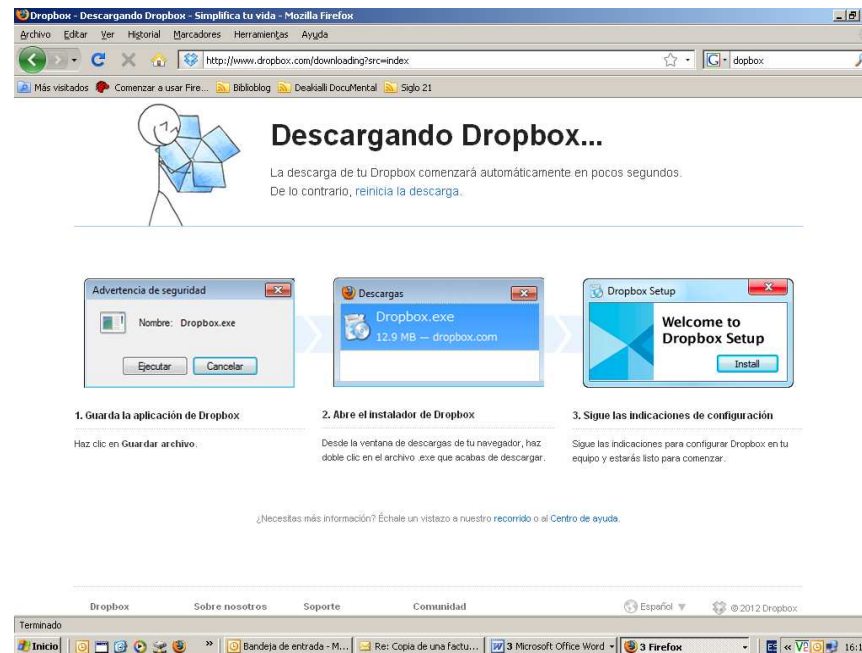 Dropbox - Descargando Dropbox - Simplifica tu vida - Mozilla Firefox
Archivo Editar Ver Historial Marcadores Herramientas Ayuda
http://www.dropbox.com/downloading?src=index
dopbox
Más visitados Comenzar a usar Fire... Biblioblog Deakialli DocuMental Siglo 21
Descargando Dropbox...
La descarga de tu Dropbox comenzará automáticamente en pocos segundos.
De lo contrario, reinicia la descarga.
Advertencia de seguridad
Nombre: Dropbox.exe
Ejecutar Cancelar
Descargas
Dropbox.exe
12.9 MB — dropbox.com
Dropbox Setup
Welcome to
Dropbox Setup
Install
1. Guarda la aplicación de Dropbox
Haz clic en Guardar archivo.
2. Abre el instalador de Dropbox
Desde la ventana de descargas de tu navegador, haz
doble clic en el archivo .exe que acabas de descargar.
3. Sigue las indicaciones de configuración
Sigue las indicaciones para configurar Dropbox en tu
equipo y estarás listo para comenzar.
¿Necesitas más información? Échale un vistazo a nuestro recorrido o al Centro de ayuda.
Dropbox Sobre nosotros Soporte Comunidad Español © 2012 Dropbox
Terminado
Inicio » Bandeja de entrada - M... Re: Copia de una factu... 3 Microsoft Office Word 3 Firefox ES « 16:1